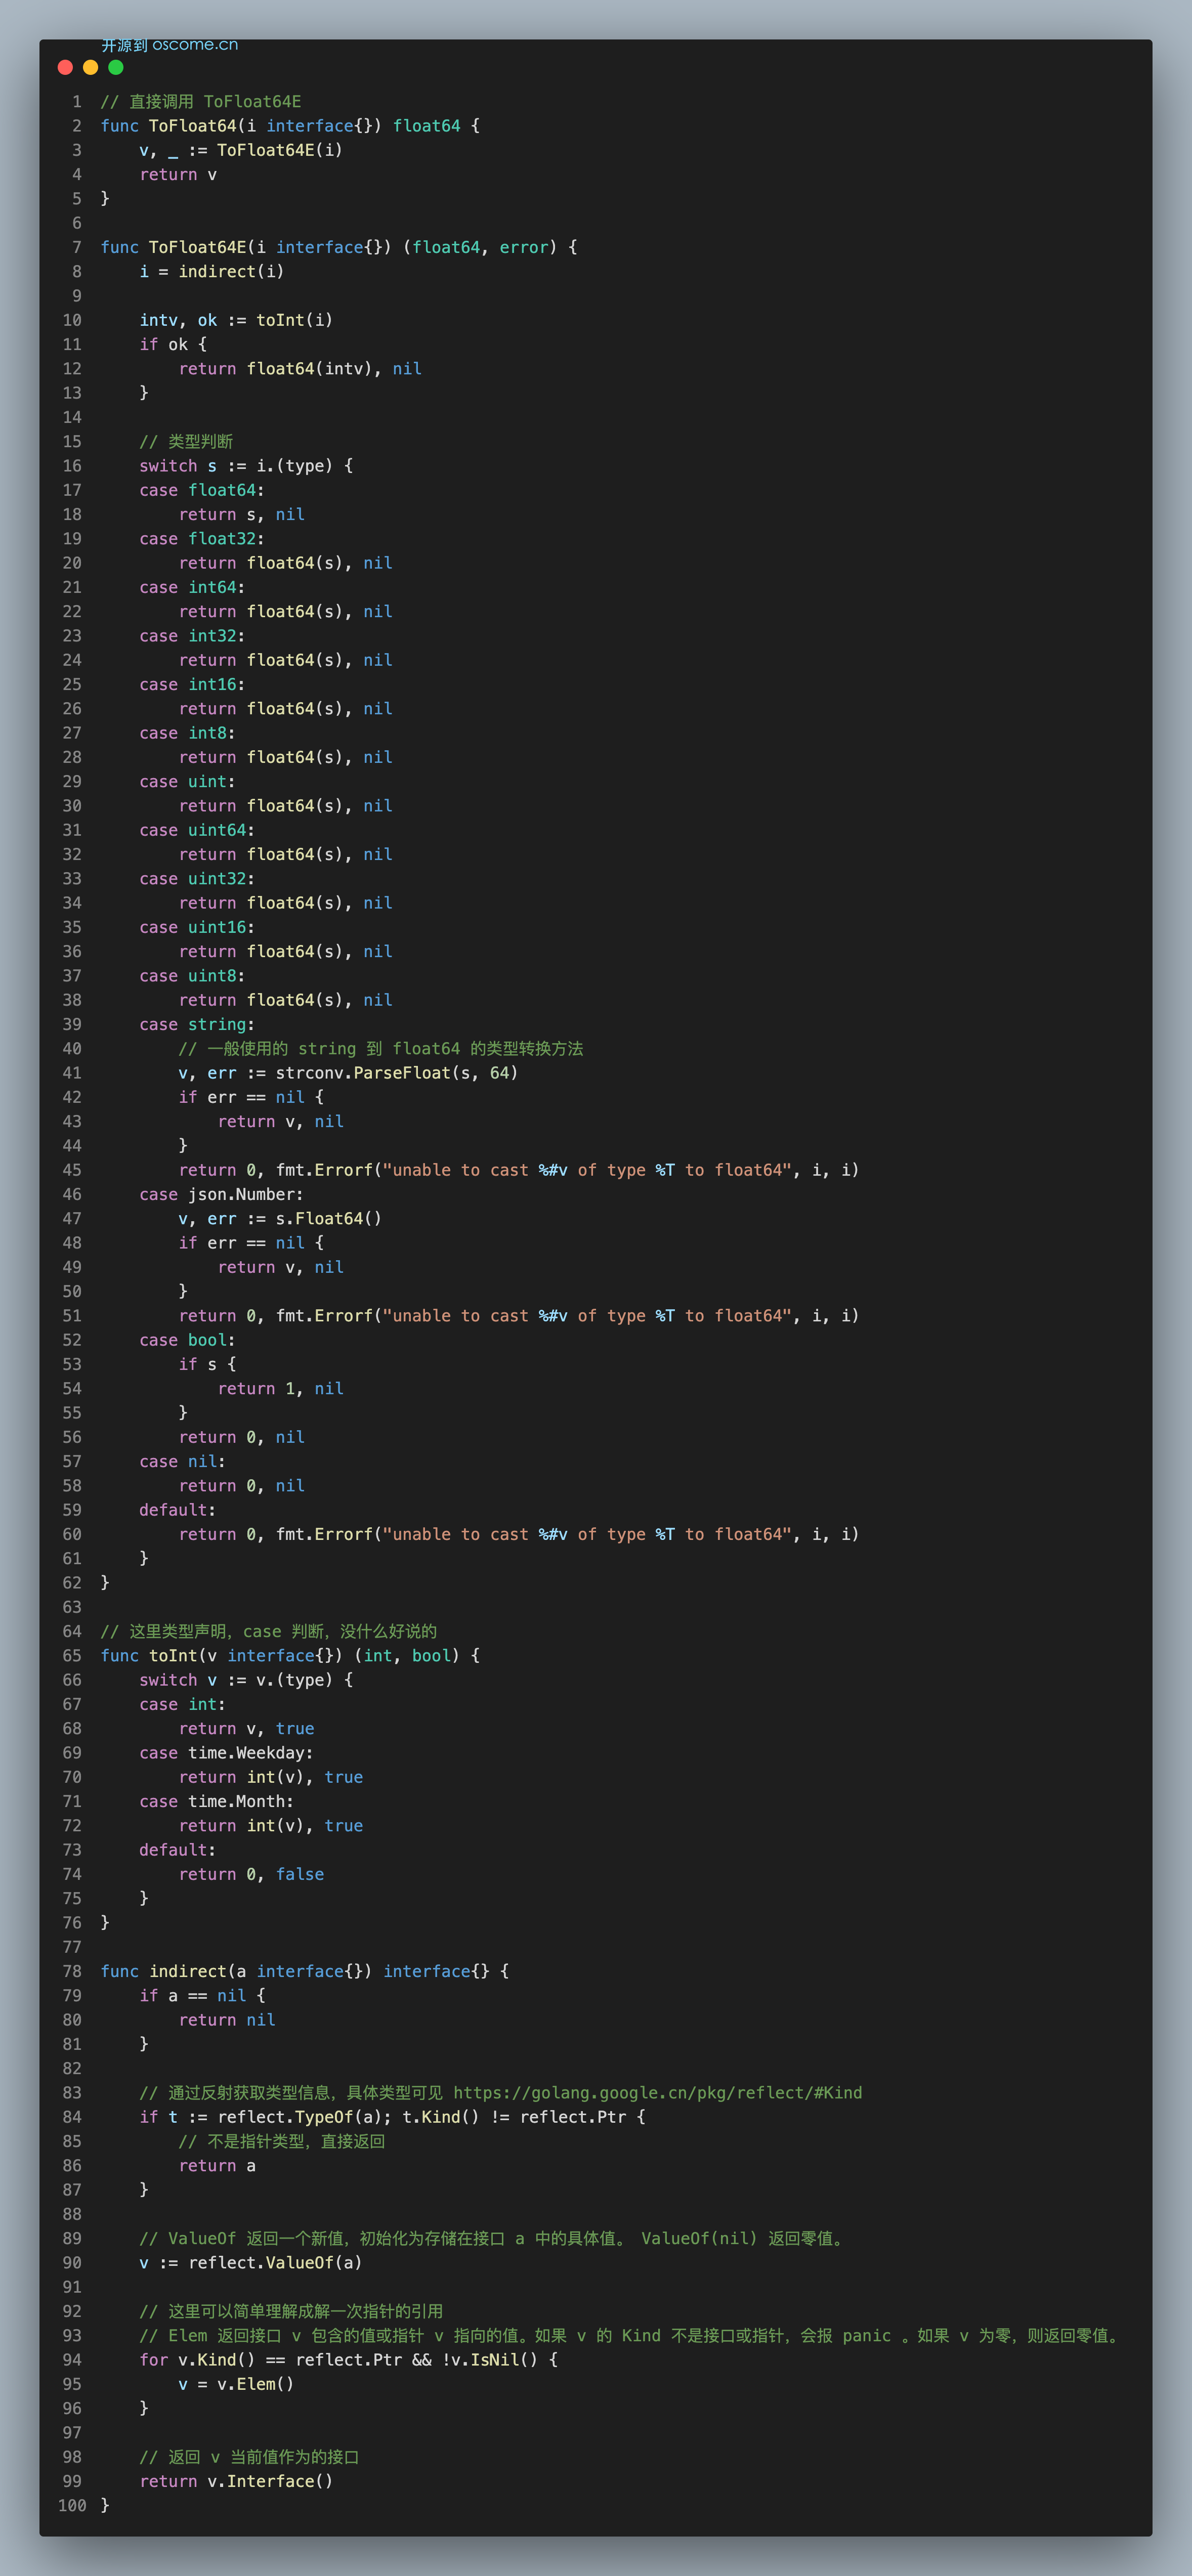 开源到 oscome.cn
1 // 直接调用 ToFloat64E
2 func ToFloat64(i interface{}) float64 {
3     v, _ := ToFloat64E(i)
4     return v
5 }
6
7 func ToFloat64E(i interface{}) (float64, error) {
8     i = indirect(i)
9
10     intv, ok := toInt(i)
11     if ok {
12         return float64(intv), nil
13     }
14
15     // 类型判断
16     switch s := i.(type) {
17     case float64:
18         return s, nil
19     case float32:
20         return float64(s), nil
21     case int64:
22         return float64(s), nil
23     case int32:
24         return float64(s), nil
25     case int16:
26         return float64(s), nil
27     case int8:
28         return float64(s), nil
29     case uint:
30         return float64(s), nil
31     case uint64:
32         return float64(s), nil
33     case uint32:
34         return float64(s), nil
35     case uint16:
36         return float64(s), nil
37     case uint8:
38         return float64(s), nil
39     case string:
40         // 一般使用的 string 到 float64 的类型转换方法
41         v, err := strconv.ParseFloat(s, 64)
42         if err == nil {
43             return v, nil
44         }
45         return 0, fmt.Errorf("unable to cast %#v of type %T to float64", i, i)
46     case json.Number:
47         v, err := s.Float64()
48         if err == nil {
49             return v, nil
50         }
51         return 0, fmt.Errorf("unable to cast %#v of type %T to float64", i, i)
52     case bool:
53         if s {
54             return 1, nil
55         }
56         return 0, nil
57     case nil:
58         return 0, nil
59     default:
60         return 0, fmt.Errorf("unable to cast %#v of type %T to float64", i, i)
61     }
62 }
63
64 // 这里类型声明，case 判断，没什么好说的
65 func toInt(v interface{}) (int, bool) {
66     switch v := v.(type) {
67     case int:
68         return v, true
69     case time.Weekday:
70         return int(v), true
71     case time.Month:
72         return int(v), true
73     default:
74         return 0, false
75     }
76 }
77
78 func indirect(a interface{}) interface{} {
79     if a == nil {
80         return nil
81     }
82
83     // 通过反射获取类型信息，具体类型可见 https://golang.google.cn/pkg/reflect/#Kind
84     if t := reflect.TypeOf(a); t.Kind() != reflect.Ptr {
85         // 不是指针类型，直接返回
86         return a
87     }
88
89     // ValueOf 返回一个新值，初始化为存储在接口 a 中的具体值。 ValueOf(nil) 返回零值。
90     v := reflect.ValueOf(a)
91
92     // 这里可以简单理解成解一次指针的引用
93     // Elem 返回接口 v 包含的值或指针 v 指向的值。如果 v 的 Kind 不是接口或指针，会报 panic 。如果 v 为零，则返回零值。
94     for v.Kind() == reflect.Ptr && !v.IsNil() {
95         v = v.Elem()
96     }
97
98     // 返回 v 当前值作为的接口
99     return v.Interface()
100 }